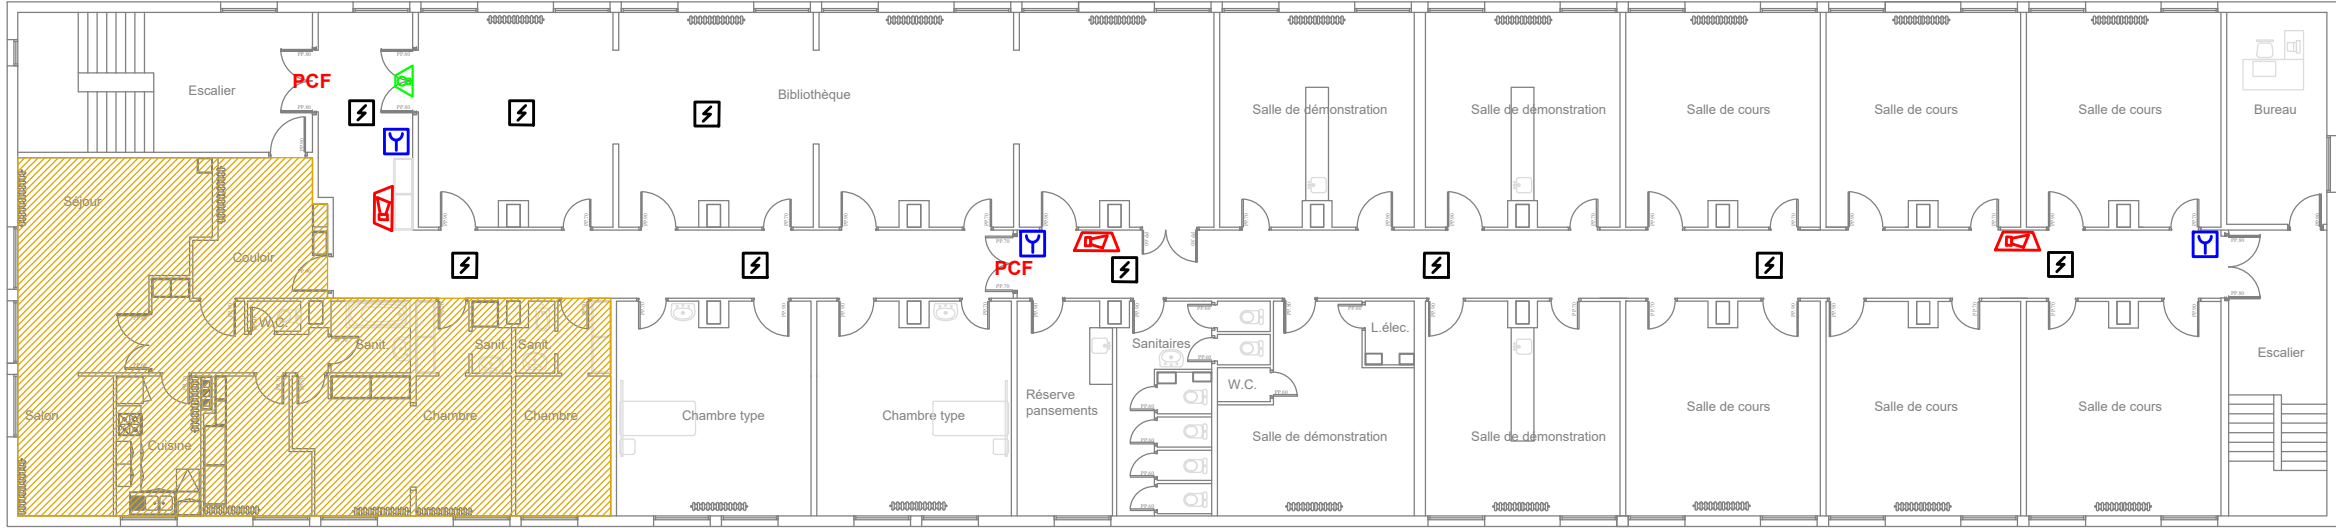 Escalier
PCF
Bibliothèque
Salle de démonstration
Salle de démonstration
Salle de cours
Salle de cours
Salle de cours
Bureau
Séjour
Couloir
PCF
W.C.
Sanit.
Sanit.
Sanit.
Sanitaires
L.élec.
Escalier
W.C.
Salon
Cuisine
Chambre
Chambre
Chambre type
Chambre type
Réserve
pansements
Salle de démonstration
Salle de démonstration
Salle de cours
Salle de cours
Salle de cours